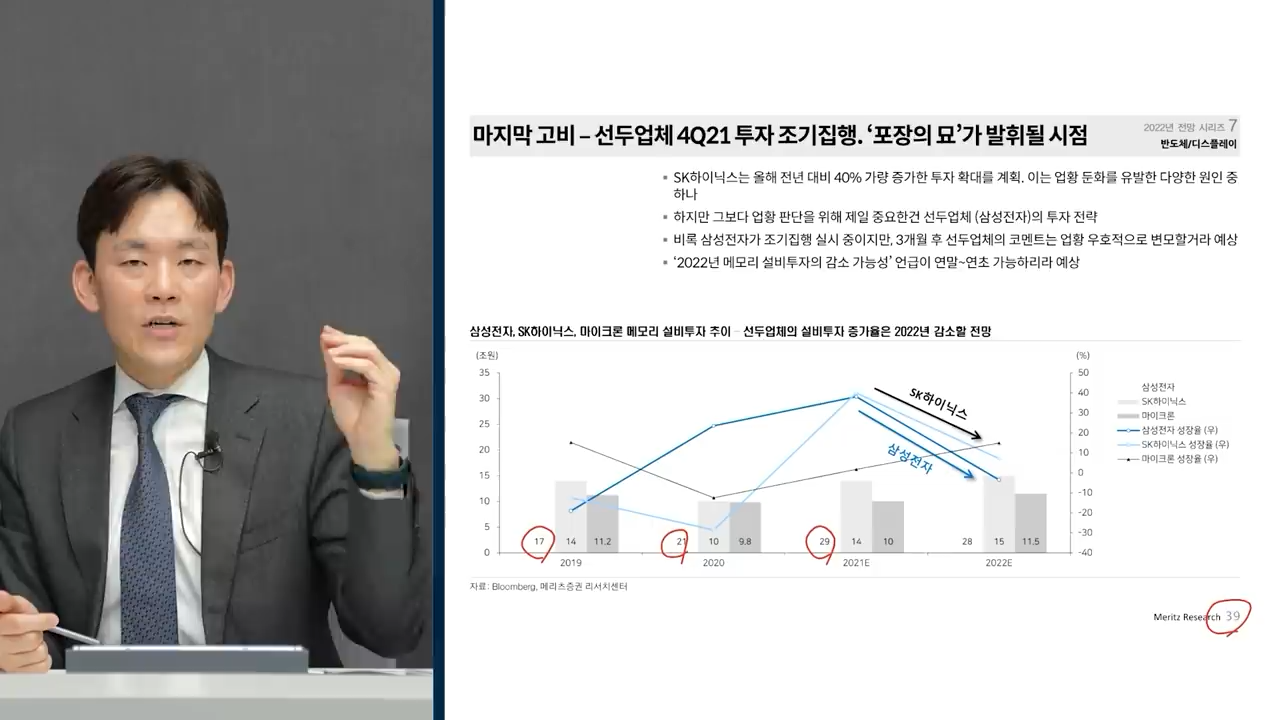 마지막 고비 – 선두업체 4Q21 투자 조기집행. ‘포장의 묘’가 발휘될 시점
2022년 전망 시리즈 7
반도체/디스플레이
▪ SK하이닉스는 올해 전년 대비 40% 가량 증가한 투자 확대를 계획. 이는 업황 둔화를 유발한 다양한 원인 중
하나
▪ 하지만 그보다 업황 판단을 위해 제일 중요한건 선두업체 (삼성전자)의 투자 전략
▪ 비록 삼성전자가 조기집행 실시 중이지만, 3개월 후 선두업체의 코멘트는 업황 우호적으로 변모할거라 예상
▪ ‘2022년 메모리 설비투자의 감소 가능성’ 언급이 연말~연초 가능하리라 예상
삼성전자, SK하이닉스, 마이크론 메모리 설비투자 추이 – 선두업체의 설비투자 증가율은 2022년 감소할 전망
(조원)
(%)
35
30
25
20
15
10
5
0
SK하이닉스
삼성전자
17 14 11.2
21 10 9.8
29 14 10
28 15 11.5
2019 2020 2021E 2022E
50
40
30
20
10
0
-10
-20
-30
-40
삼성전자
SK하이닉스
마이크론
삼성전자 성장율 (우)
SK하이닉스 성장율 (우)
마이크론 성장율 (우)
자료: Bloomberg, 메리츠증권 리서치센터
Meritz Research 39